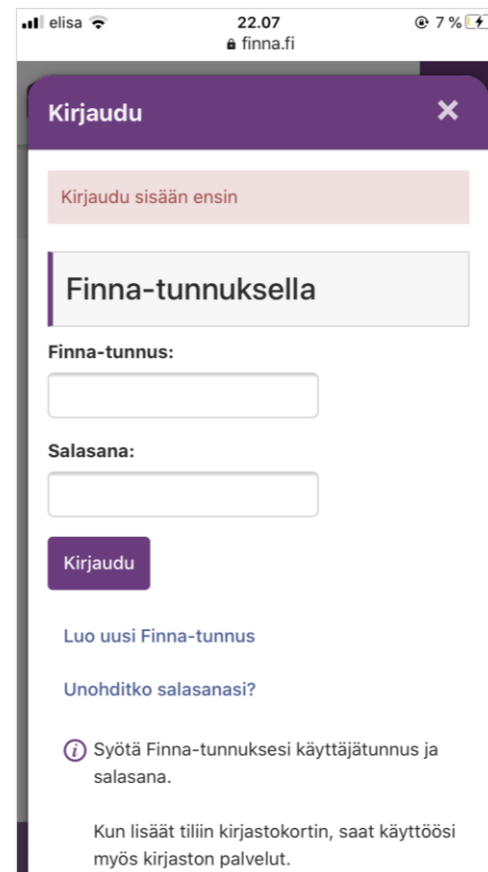 elisa 22.07 7 %
finna.fi
Kirjaudu ×
Kirjaudu sisään ensin
Finna-tunnuksella
Finna-tunnus:
Salasana:
Kirjaudu
Luo uusi Finna-tunnus
Unohditko salasanasi?
i Syötä Finna-tunnuksesi käyttäjätunnus ja
salasana.
Kun lisäät tiliin kirjastokortin, saat käyttöösi
myös kirjaston palvelut.